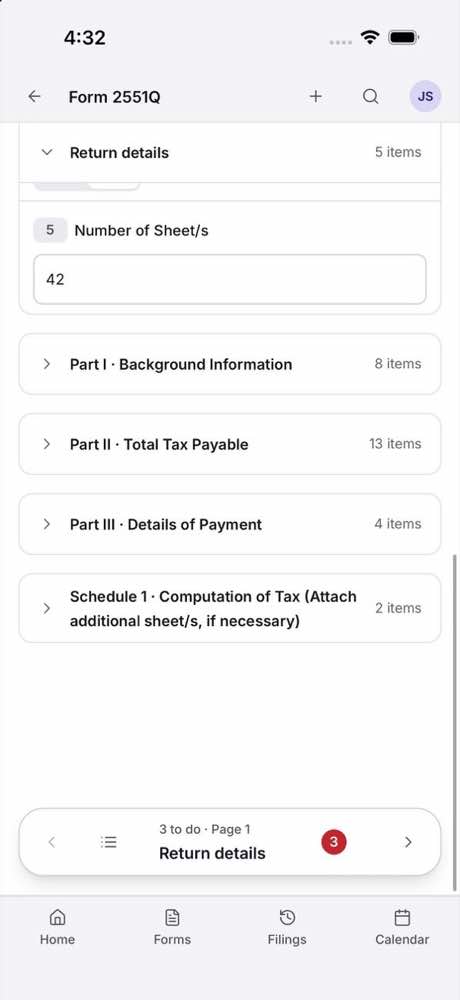 4:32
Form 2551Q
JS
Return details
5 items
5 Number of Sheet/s
42
Part I · Background Information
8 items
Part II · Total Tax Payable
13 items
Part III · Details of Payment
4 items
Schedule 1 · Computation of Tax (Attach
additional sheet/s, if necessary)
2 items
3 to do · Page 1
Return details
3
Home
Forms
Filings
Calendar